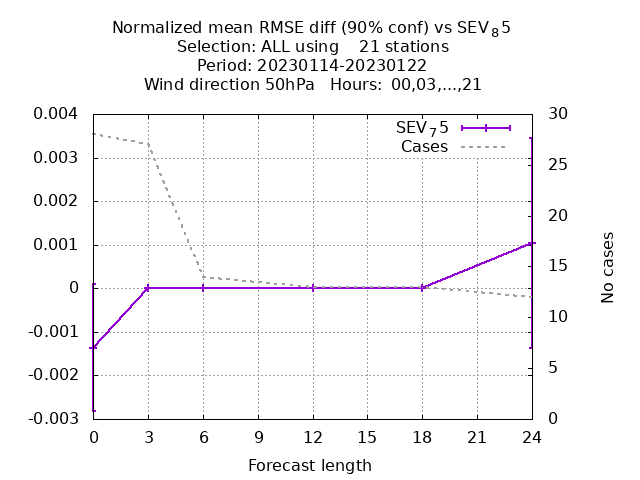 Normalized mean RMSE diff (90% conf) vs SEV₈5
Selection: ALL using    21 stations
Period: 20230114-20230122
Wind direction 50hPa   Hours:  00,03,...,21
0.004
0.003
0.002
0.001
0
-0.001
-0.002
-0.003
30
25
20
15
10
5
0
SEV₇5
Cases
No cases
0 3 6 9 12 15 18 21 24
Forecast length